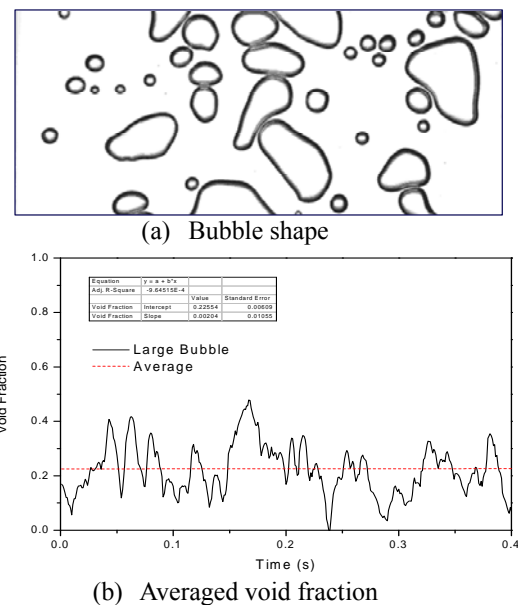 (a) Bubble shape
1.0
0.8
0.6
0.4
0.2
0.0
Void Fraction
Equation y = a + b*x
Adj. R-Square -9.64515E-4
Value Standard Error
Void Fraction Intercept 0.22554 0.00609
Void Fraction Slope 0.00204 0.01055
Large Bubble
Average
0.0 0.1 0.2 0.3 0.4
Time (s)
(b) Averaged void fraction